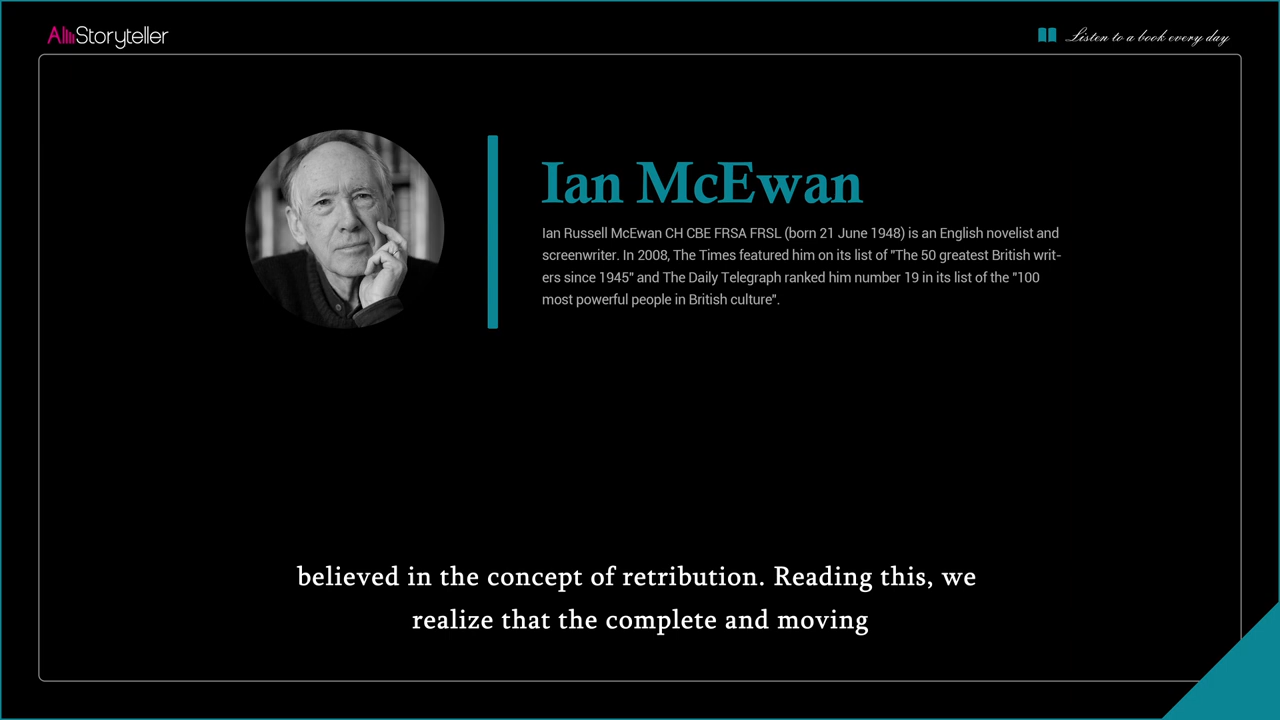 AllStoryteller
Listen to a book every day
Ian McEwan
Ian Russell McEwan CH CBE FRSA FRSL (born 21 June 1948) is an English novelist and
screenwriter. In 2008, The Times featured him on its list of "The 50 greatest British writ-
ers since 1945" and The Daily Telegraph ranked him number 19 in its list of the "100
most powerful people in British culture".
believed in the concept of retribution. Reading this, we
realize that the complete and moving